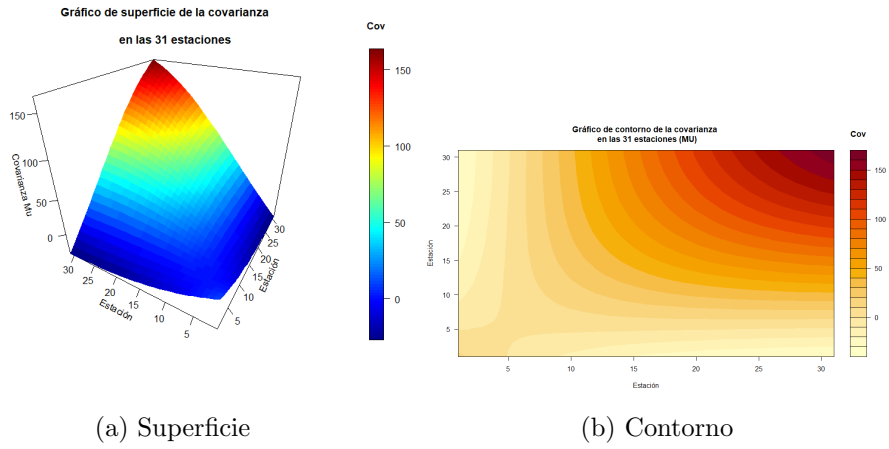 Gráfico de superficie de la covarianza
en las 31 estaciones
Cov
150
100
50
0
Covarianza Mu
150
100
50
0
30
25
20
15
10
5
Estación
30
25
20
15
10
5
Estación
(a) Superficie
Gráfico de contorno de la covarianza
en las 31 estaciones (MU)
Cov
150
100
50
0
Estación
30
25
20
15
10
5
5
10
15
20
25
30
Estación
(b) Contorno